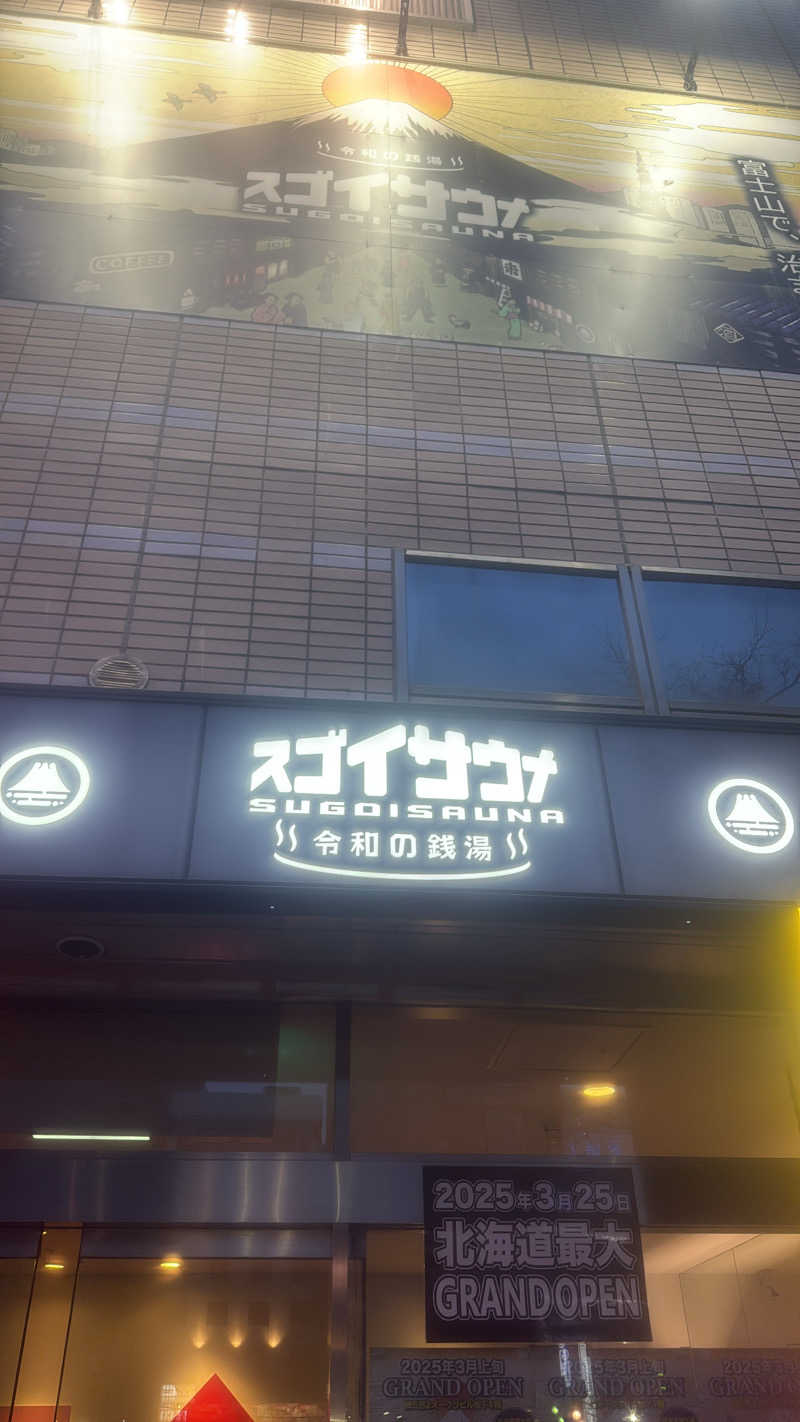 令和の銭湯
スゴイサウナ
SUGOISAUNA
富士山で、
治
COFFEE
スゴイサウナ
SUGOISAUNA
令和の銭湯
2025年3月25日
北海道最大
GRANDOPEN
2025年3月上旬
GRAND OPEN
2025年3月上旬
GRAND OPEN
2025年3月上旬
GRAND OPEN